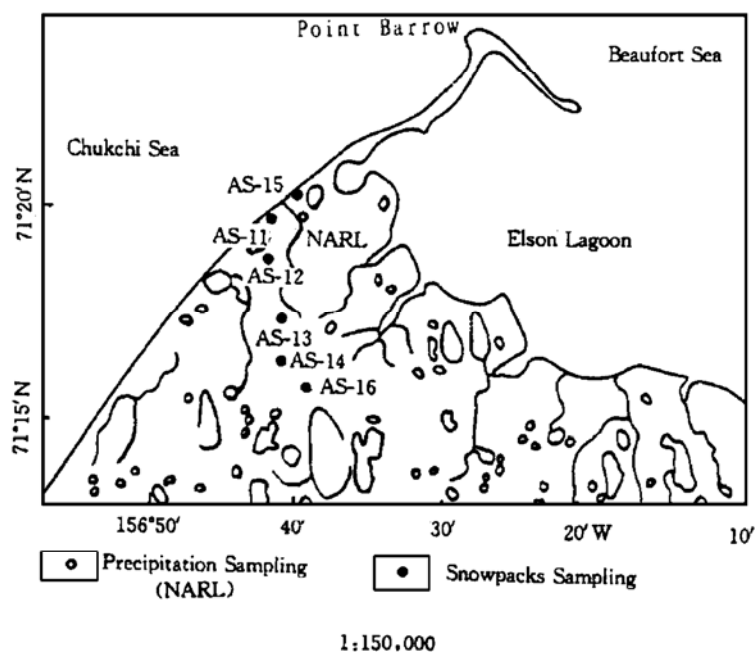 Point Barrow
Beaufort Sea
Chukchi Sea
71°20′ N
AS-15
AS-11
NARL
Elson Lagoon
AS-12
AS-13
AS-14
AS-16
71°15′ N
156°50′ 40′ 30′ 20′ W 10′
Precipitation Sampling
(NARL)
Snowpacks Sampling
1:150.000